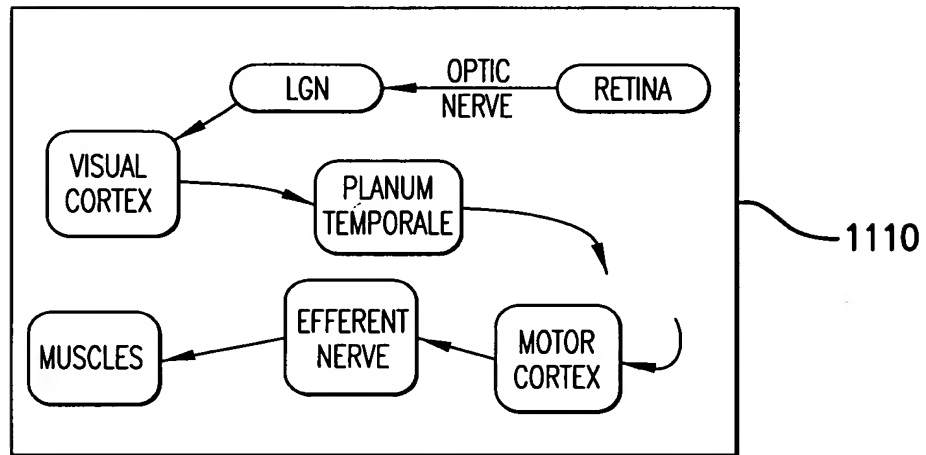 LGN
OPTIC
NERVE
RETINA
VISUAL
CORTEX
PLANUM
TEMPORALE
1110
MUSCLES
EFFERENT
NERVE
MOTOR
CORTEX